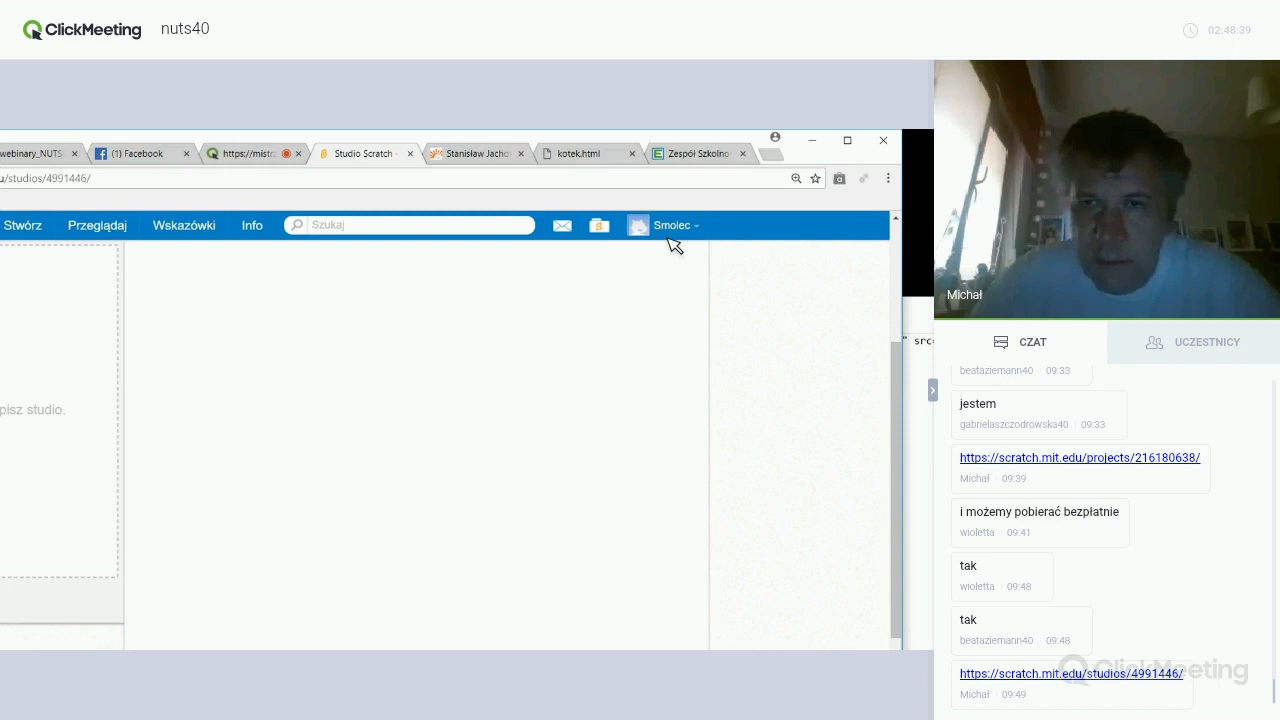 ClickMeeting nuts40
02:48:39
webinary_NUTS
(1) Facebook
https://mistr
Studio Scratch -
Stanisław Jacho
kotek.html
Zespół Szkolno
u/studios/4991446/
Stwórz
Przeglądaj
Wskazówki
Info
Szukaj
Smolec
pisz studio.
" src=
Michał
CZAT
UCZESTNICY
beataziemann40 09:33
jestem
gabrielaszczodrowska40 09:33
https://scratch.mit.edu/projects/216180638/
Michał 09:39
i możemy pobierać bezpłatnie
wioletta 09:41
tak
wioletta 09:48
tak
beataziemann40 09:48
https://scratch.mit.edu/studios/4991446/
Michał 09:49
ClickMeeting